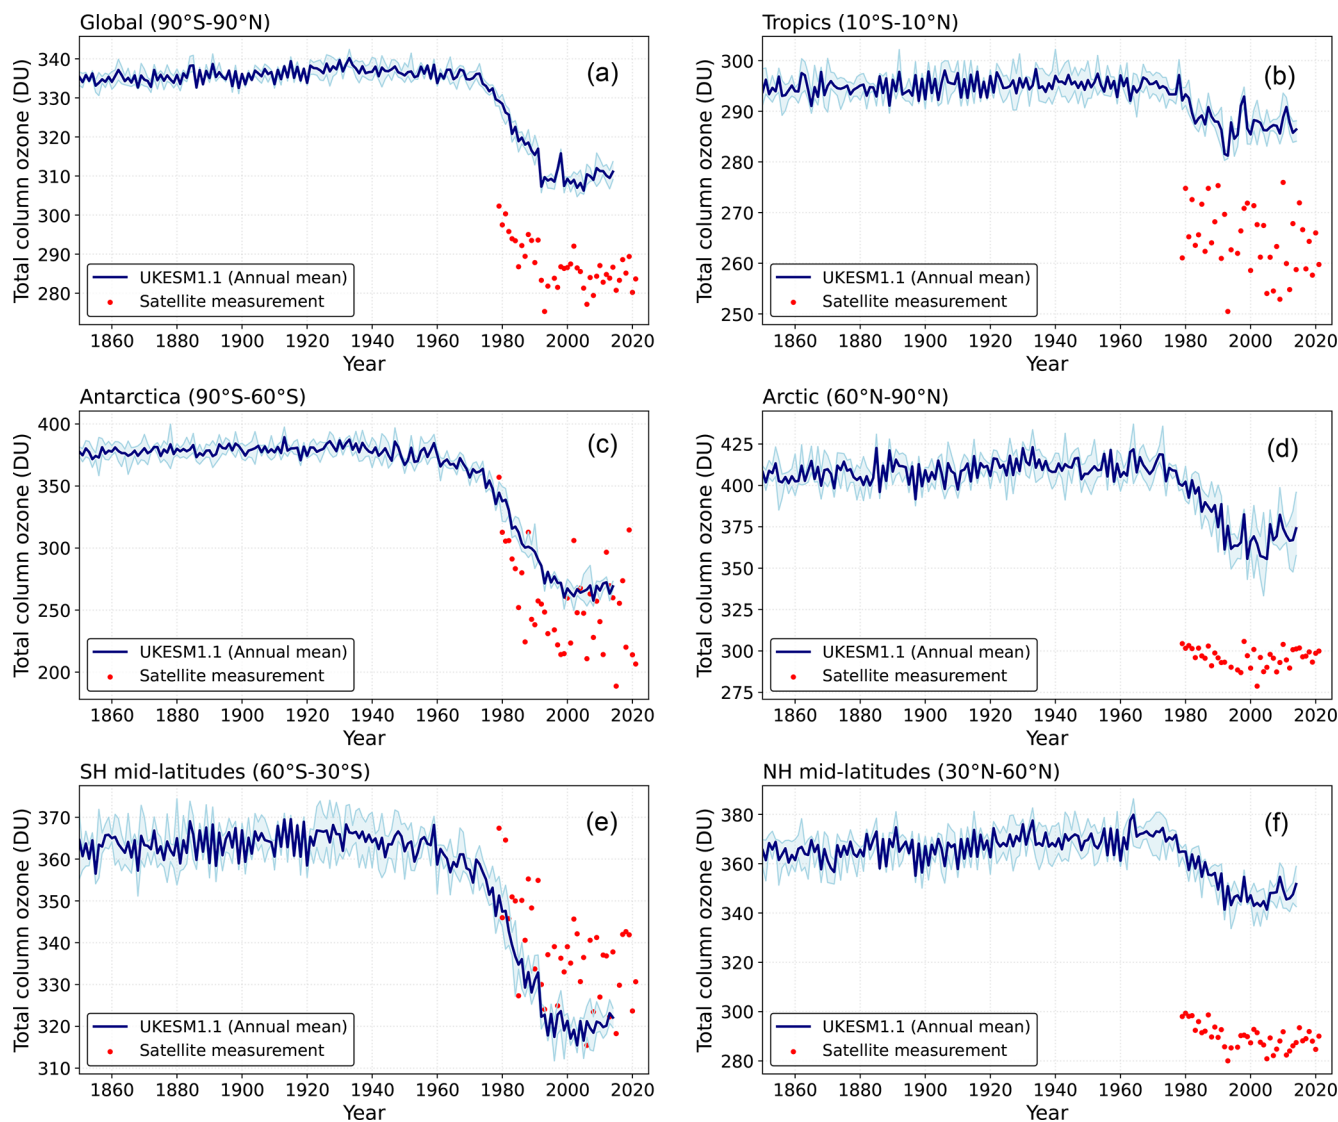 Global (90°S-90°N)
(a)
Total column ozone (DU)
340
330
320
310
300
290
280
UKESM1.1 (Annual mean)
Satellite measurement
1860 1880 1900 1920 1940 1960 1980 2000 2020
Year
Tropics (10°S-10°N)
(b)
Total column ozone (DU)
300
290
280
270
260
250
UKESM1.1 (Annual mean)
Satellite measurement
1860 1880 1900 1920 1940 1960 1980 2000 2020
Year
Antarctica (90°S-60°S)
(c)
Total column ozone (DU)
400
350
300
250
200
UKESM1.1 (Annual mean)
Satellite measurement
1860 1880 1900 1920 1940 1960 1980 2000 2020
Year
Arctic (60°N-90°N)
(d)
Total column ozone (DU)
425
400
375
350
325
300
275
UKESM1.1 (Annual mean)
Satellite measurement
1860 1880 1900 1920 1940 1960 1980 2000 2020
Year
SH mid-latitudes (60°S-30°S)
(e)
Total column ozone (DU)
370
360
350
340
330
320
310
UKESM1.1 (Annual mean)
Satellite measurement
1860 1880 1900 1920 1940 1960 1980 2000 2020
Year
NH mid-latitudes (30°N-60°N)
(f)
Total column ozone (DU)
380
360
340
320
300
280
UKESM1.1 (Annual mean)
Satellite measurement
1860 1880 1900 1920 1940 1960 1980 2000 2020
Year